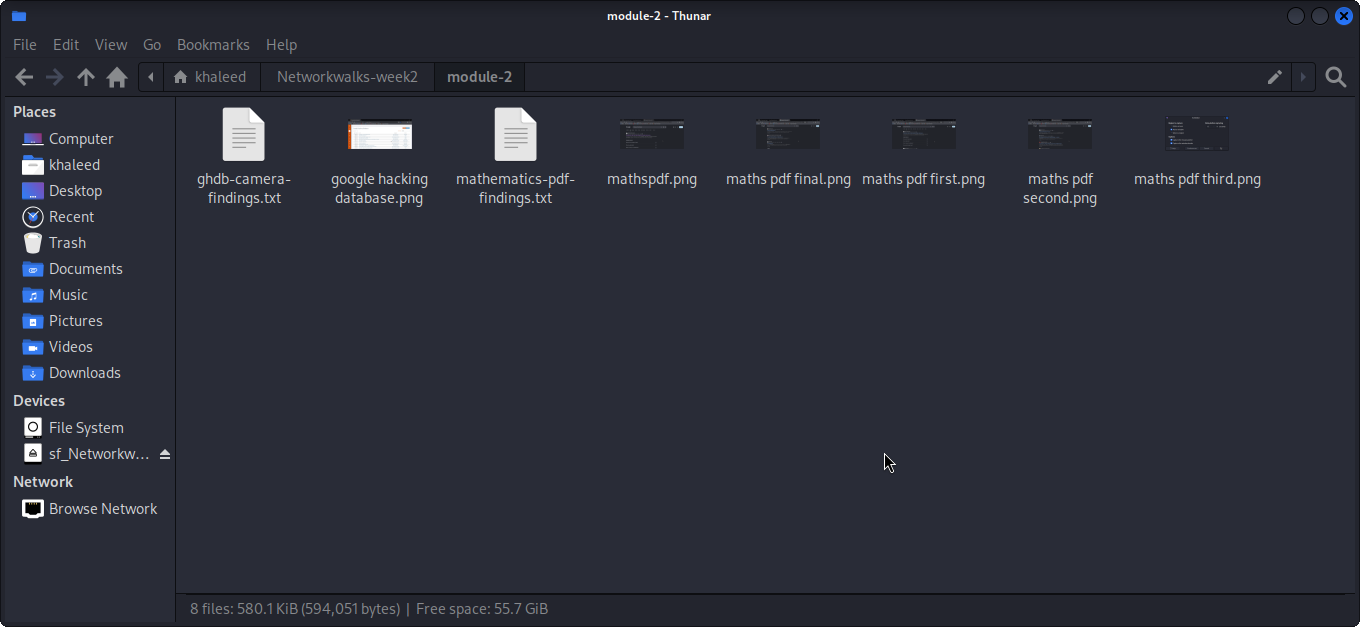 module-2 - Thunar
File Edit View Go Bookmarks Help
khaleed Networkwalks-week2 module-2
Places
Computer
khaleed
Desktop
Recent
Trash
Documents
Music
Pictures
Videos
Downloads
Devices
File System
sf_Networkw...
Network
Browse Network
ghdb-camera-
findings.txt
google hacking
database.png
mathematics-pdf-
findings.txt
mathspdf.png
maths pdf final.png
maths pdf first.png
maths pdf
second.png
maths pdf third.png
8 files: 580.1 KiB (594,051 bytes) | Free space: 55.7 GiB